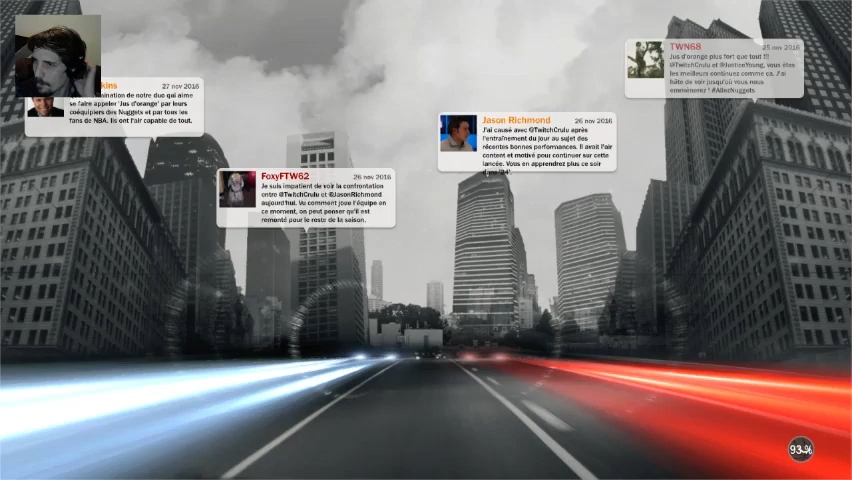 kins
27 nov 2016
mination de notre duo qui aime
se faire appeler 'Jus d'orange' par leurs
coéquipiers des Nuggets et par tous les
fans de NBA. Ils ont l'air capable de tout.
FoxyFTW62
26 nov 2016
Je suis impatient de voir la confrontation
entre @TwitchCrulu et @JasonRichmond
aujourd'hui. Vu comment joue l'équipe en
ce moment, on peut penser qu'il est
remonté pour le reste de la saison.
Jason Richmond
26 nov 2016
J'ai causé avec @TwitchCrulu après
l'entraînement du jour au sujet des
récentes bonnes performances. Il avait l'air
content et motivé pour continuer sur cette
lancée. Vous en apprendrez plus ce soir
TWN68
25 nov 2016
Jus d'orange plus fort que tout !!!
@TwitchCrulu et @JusticeYoung, vous êtes
les meilleurs continuez comme ça. J'ai
hâte de voir jusqu'où vous nous
emmènerez ! #AllezNuggets
93%